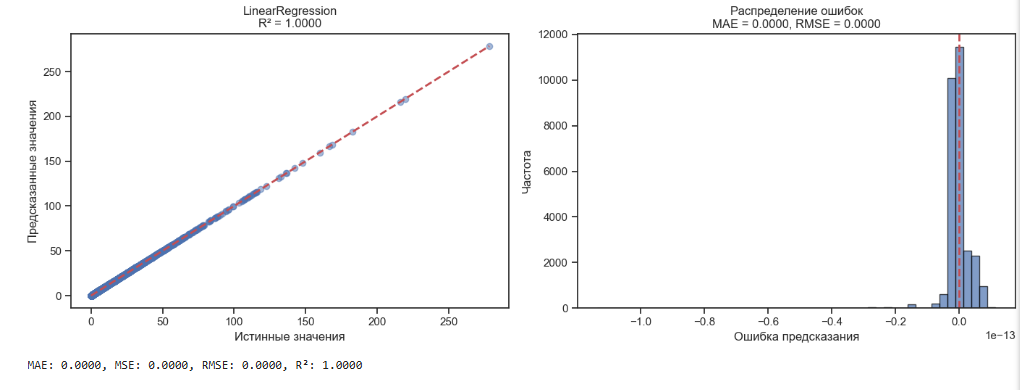 LinearRegression
R² = 1.0000
Предсказанные значения
250
200
150
100
50
0
0 50 100 150 200 250
Истинные значения
Распределение ошибок
MAE = 0.0000, RMSE = 0.0000
Частота
12000
10000
8000
6000
4000
2000
0
−1.0 −0.8 −0.6 −0.4 −0.2 0.0
1e−13
Ошибка предсказания
MAE: 0.0000, MSE: 0.0000, RMSE: 0.0000, R²: 1.0000